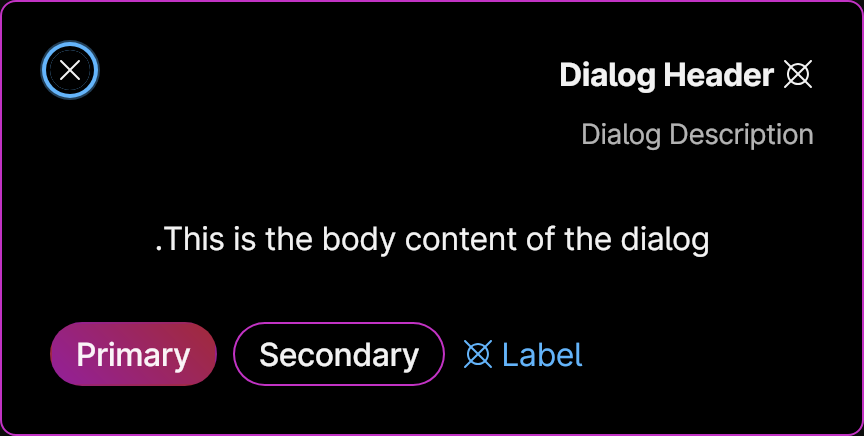 Dialog Header
Dialog Description
.This is the body content of the dialog
Primary
Secondary
Label